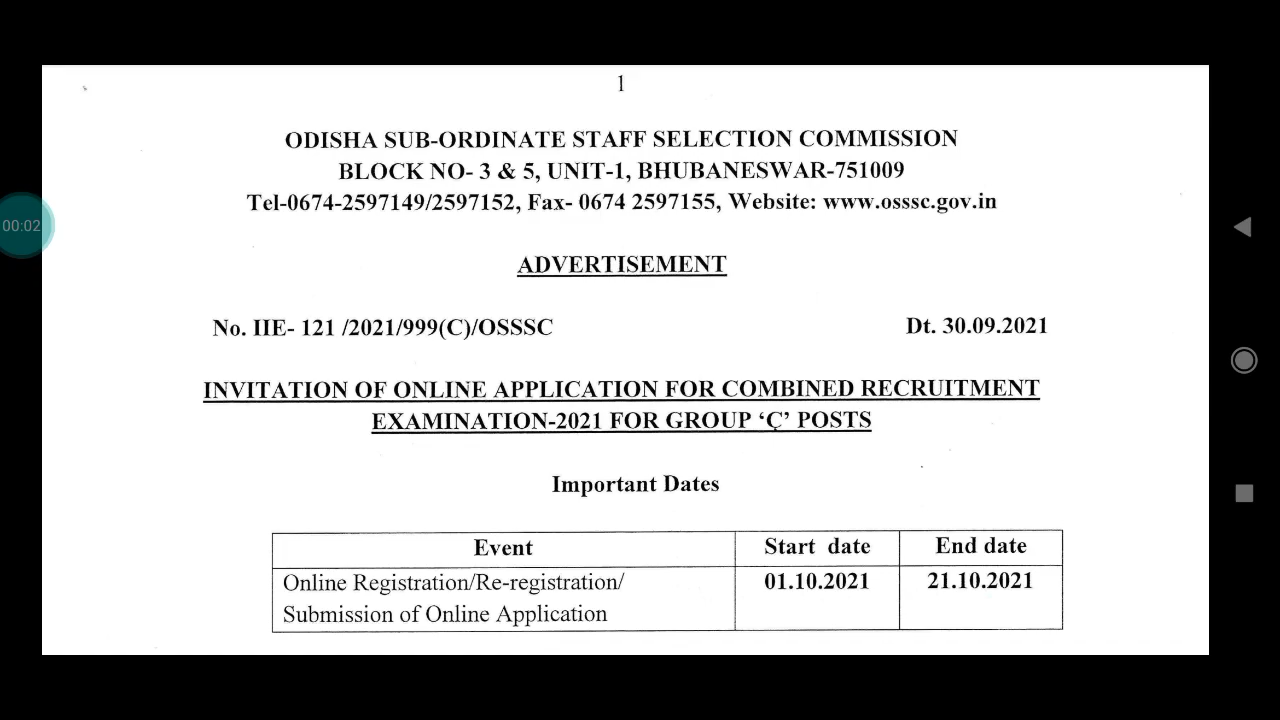 1
ODISHA SUB-ORDINATE STAFF SELECTION COMMISSION
BLOCK NO- 3 & 5, UNIT-1, BHUBANESWAR-751009
Tel-0674-2597149/2597152, Fax- 0674 2597155, Website: www.osssc.gov.in
ADVERTISEMENT
No. IIE- 121 /2021/999(C)/OSSSC Dt. 30.09.2021
INVITATION OF ONLINE APPLICATION FOR COMBINED RECRUITMENT
EXAMINATION-2021 FOR GROUP ‘C’ POSTS
Important Dates
Event Start date End date
Online Registration/Re-registration/ 01.10.2021 21.10.2021
Submission of Online Application
00:02